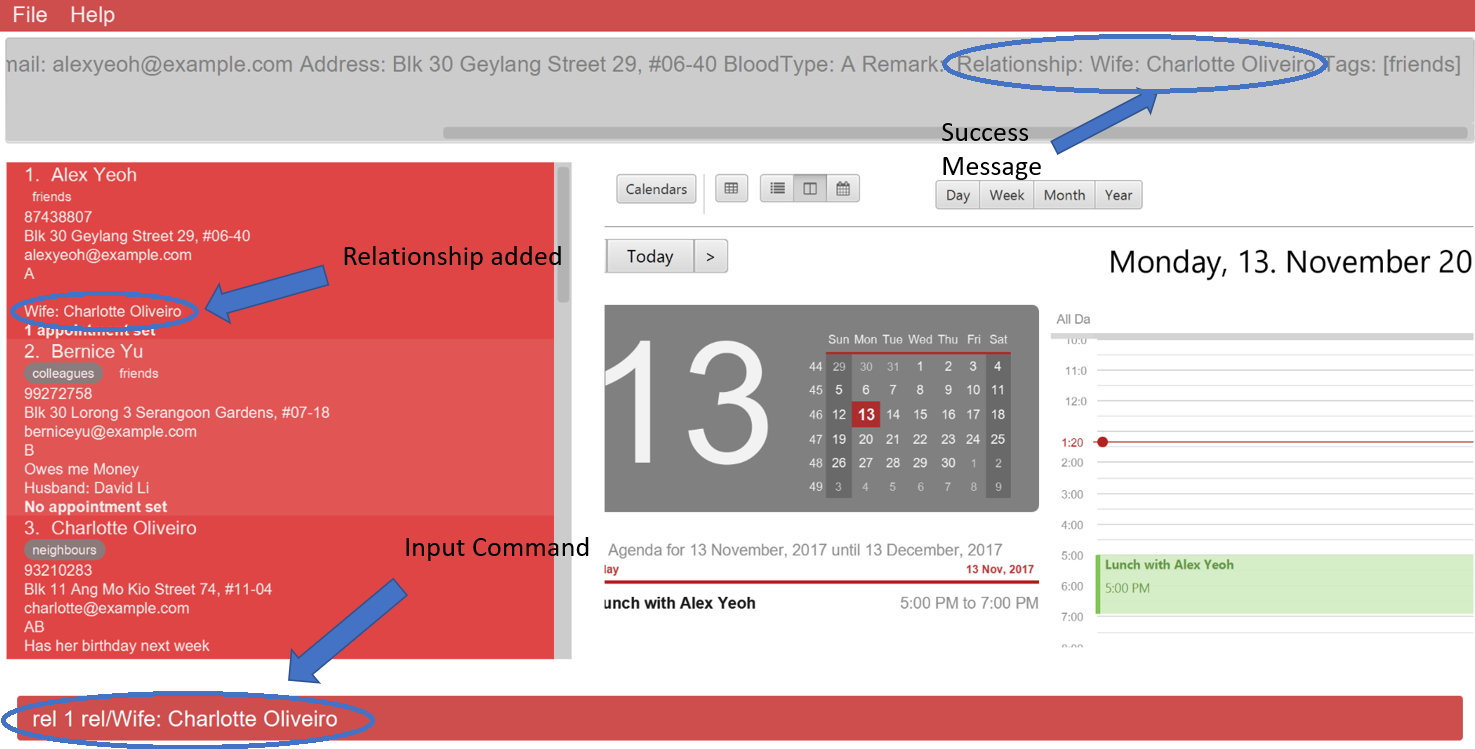 File Help
mail: alexyeoh@example.com Address: Blk 30 Geylang Street 29, #06-40 BloodType: A Remark: Relationship: Wife: Charlotte Oliveiro Tags: [friends]
Success
Message
1. Alex Yeoh
friends
87438807
Blk 30 Geylang Street 29, #06-40
alexyeoh@example.com
A
Wife: Charlotte Oliveiro
1 appointment set
Relationship added
2. Bernice Yu
colleagues friends
99272758
Blk 30 Lorong 3 Serangoon Gardens, #07-18
berniceyu@example.com
B
Owes me Money
Husband: David Li
No appointment set
3. Charlotte Oliveiro
neighbours
93210283
Blk 11 Ang Mo Kio Street 74, #11-04
charlotte@example.com
AB
Has her birthday next week
Input Command
Calendars
Day Week Month Year
Today >
Monday, 13. November 20
13
Sun Mon Tue Wed Thu Fri Sat
44 29 30 31 1 2 3 4
45 5 6 7 8 9 10 11
46 12 13 14 15 16 17 18
47 19 20 21 22 23 24 25
48 26 27 28 29 30 1 2
49 3 4 5 6 7 8 9
Agenda for 13 November, 2017 until 13 December, 2017
day 13 Nov, 2017
unch with Alex Yeoh 5:00 PM to 7:00 PM
All Da
10:0
11:0
12:0
1:20
2:00
3:00
4:00
5:00
6:00
7:00
8:00
Lunch with Alex Yeoh
5:00 PM
rel 1 rel/Wife: Charlotte Oliveiro